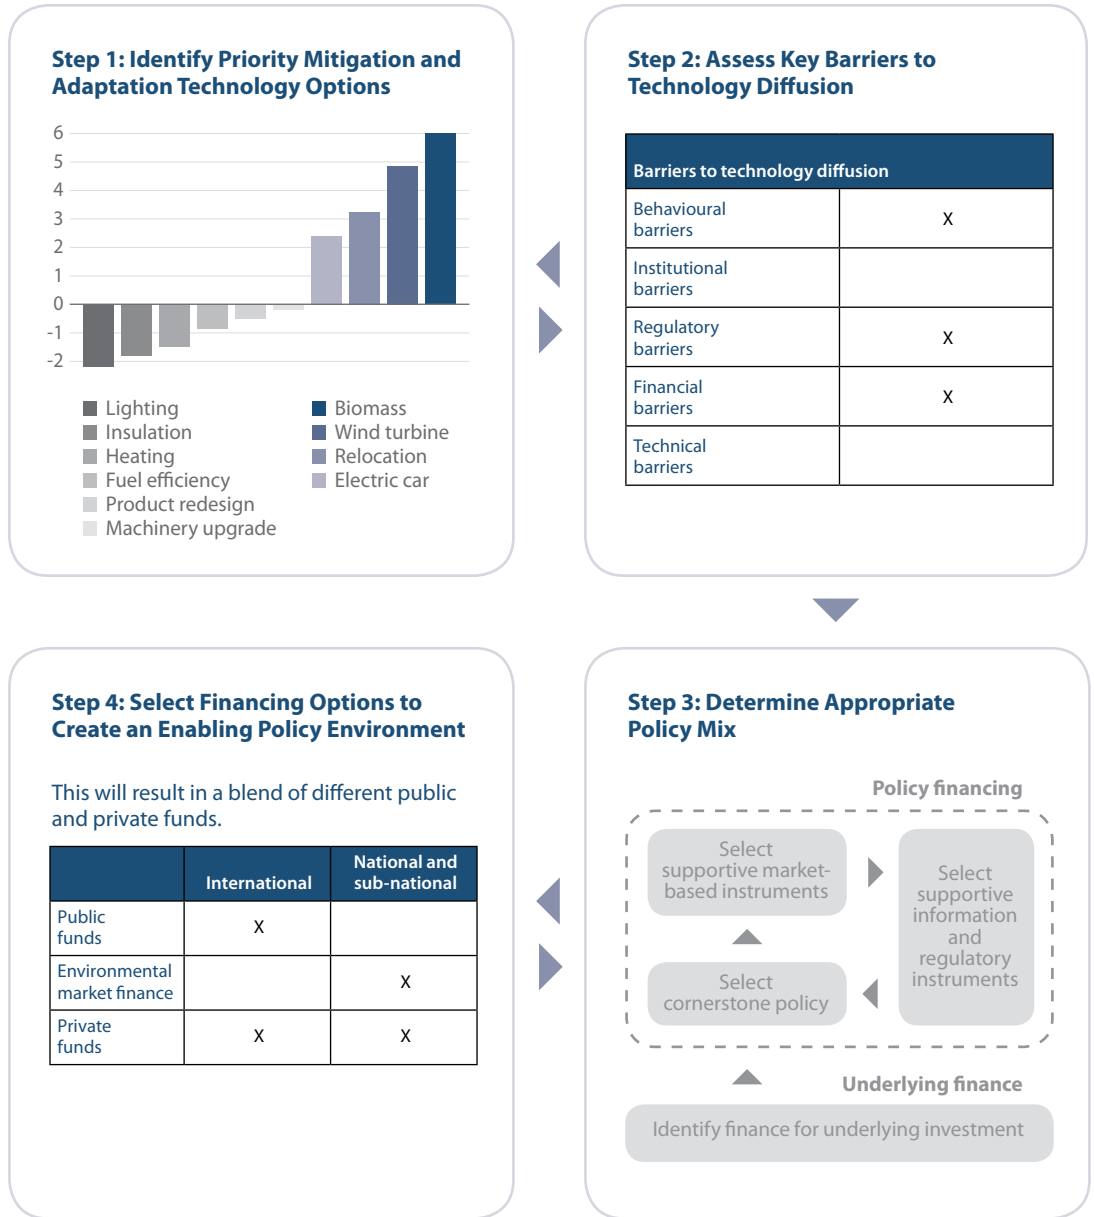 Step 1: Identify Priority Mitigation and
Adaptation Technology Options
6
5
4
3
2
1
0
-1
-2
Lighting
Insulation
Heating
Fuel efficiency
Product redesign
Machinery upgrade
Biomass
Wind turbine
Relocation
Electric car
Step 2: Assess Key Barriers to
Technology Diffusion
Barriers to technology diffusion
Behavioural
barriers
X
Institutional
barriers
Regulatory
barriers
X
Financial
barriers
X
Technical
barriers
Step 4: Select Financing Options to
Create an Enabling Policy Environment
This will result in a blend of different public
and private funds.
International
National and
sub-national
Public
funds
X
Environmental
market finance
X
Private
funds
X
X
Step 3: Determine Appropriate
Policy Mix
Policy financing
Select
supportive market-
based instruments
Select
supportive
information
and
regulatory
instruments
Select
cornerstone policy
Underlying finance
Identify finance for underlying investment